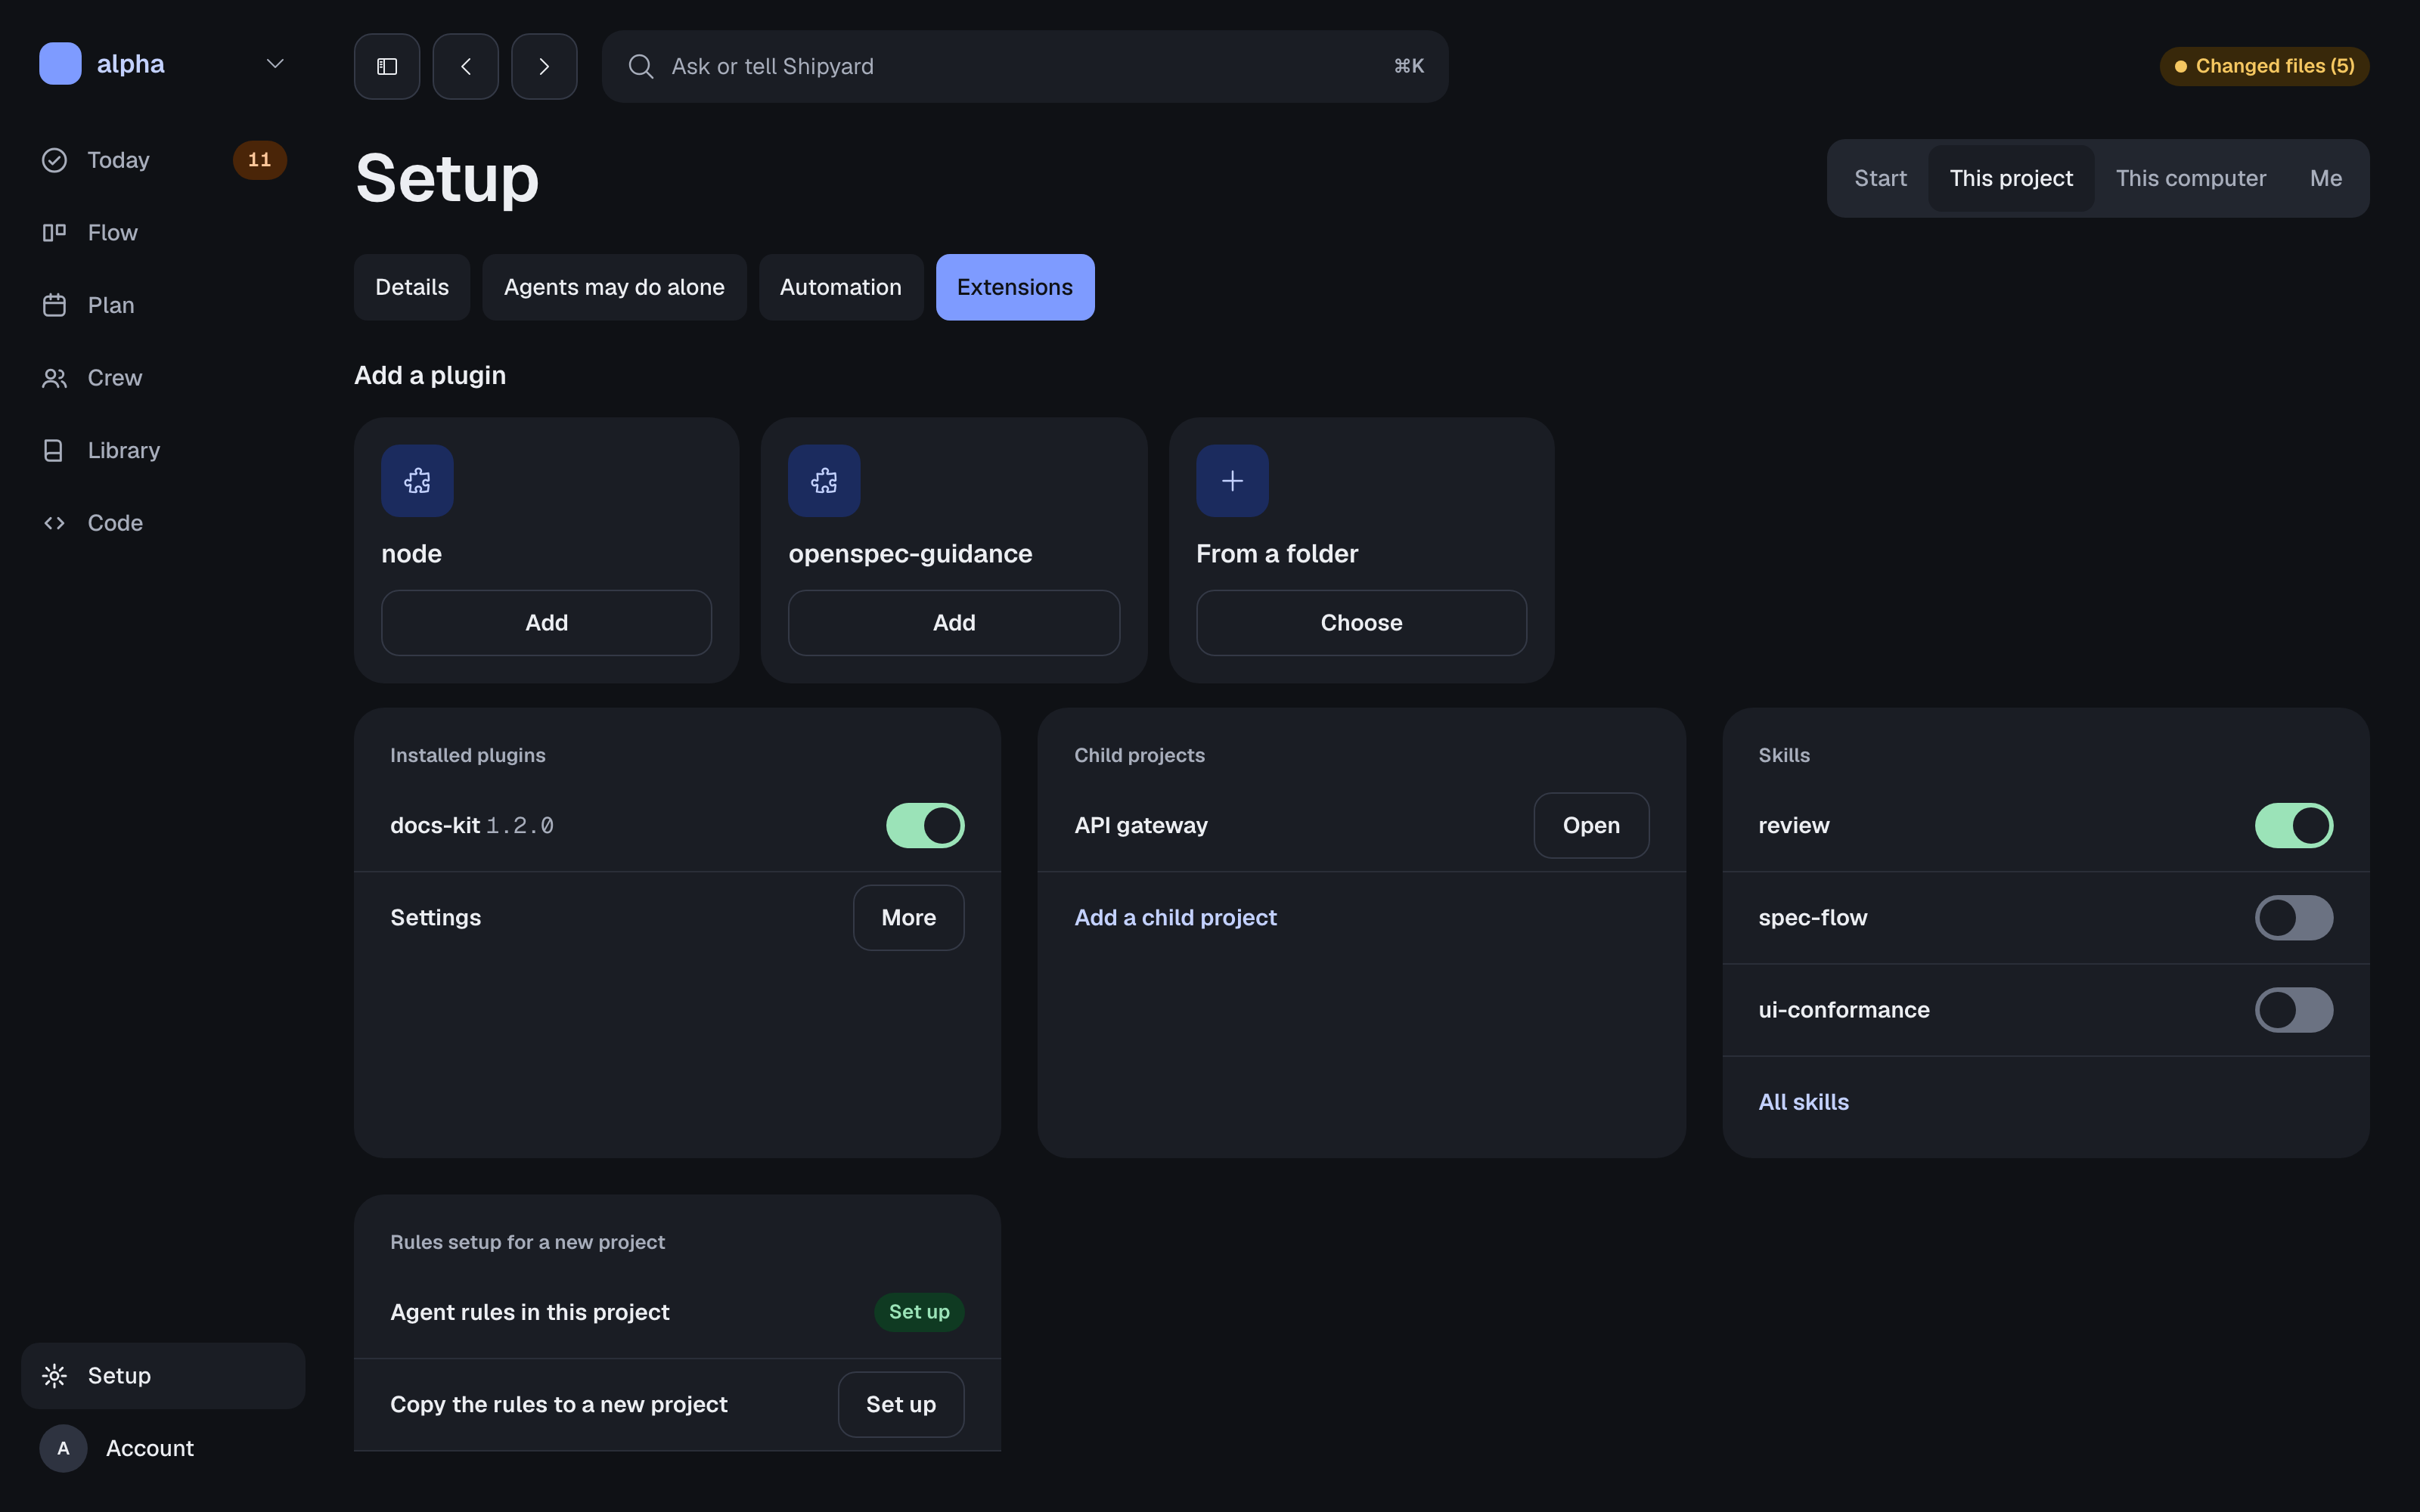 alpha
Ask or tell Shipyard
⌘K
Changed files (5)
Today
11
Flow
Plan
Crew
Library
Code
Setup
Account
A
Setup
Start
This project
This computer
Me
Details
Agents may do alone
Automation
Extensions
Add a plugin
node
Add
openspec-guidance
Add
From a folder
Choose
Installed plugins
docs-kit 1.2.0
Settings
More
Child projects
API gateway
Open
Add a child project
Skills
review
spec-flow
ui-conformance
All skills
Rules setup for a new project
Agent rules in this project
Set up
Copy the rules to a new project
Set up